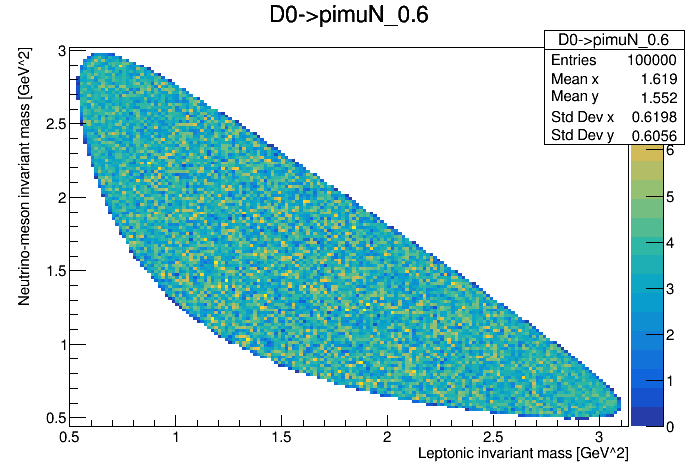 D0->pimuN_0.6
D0->pimuN_0.6
Entries 100000
Mean x 1.619
Mean y 1.552
Std Dev x 0.6198
Std Dev y 0.6056
Neutrino-meson invariant mass [GeV^2]
3
2.5
2
1.5
1
0.5
0.5 1 1.5 2 2.5 3
Leptonic invariant mass [GeV^2]
6
5
4
3
2
1
0